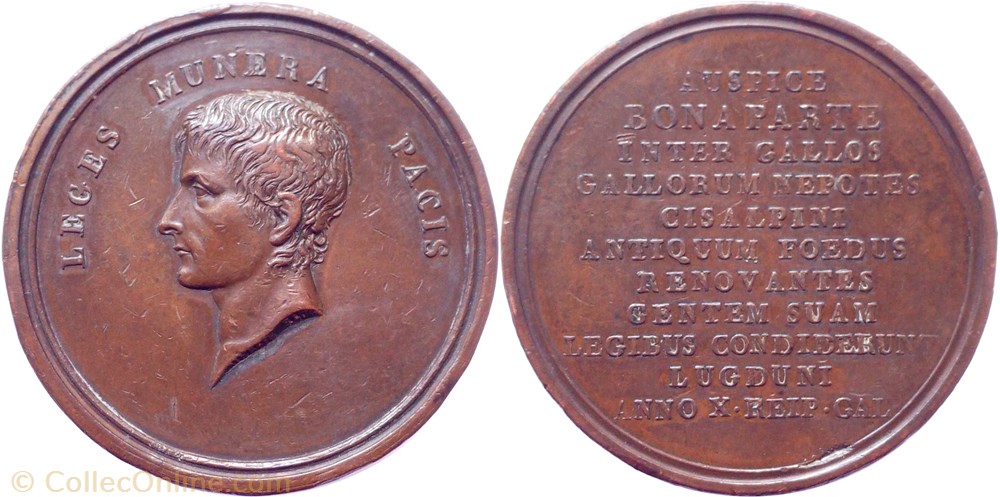 LEGES MUNERA PACIS
AUSPICE
BONAPARTE
INTER GALLOS
GALLORUM NEPOTES
CISALPINI
ANTIQUUM FOEDUS
RENOVANTES
GENTEM SUAM
LEGIBUS CONDIDERUNT
LUGDUNI
ANNO X·REIP·GAL
© CollecOnline.com